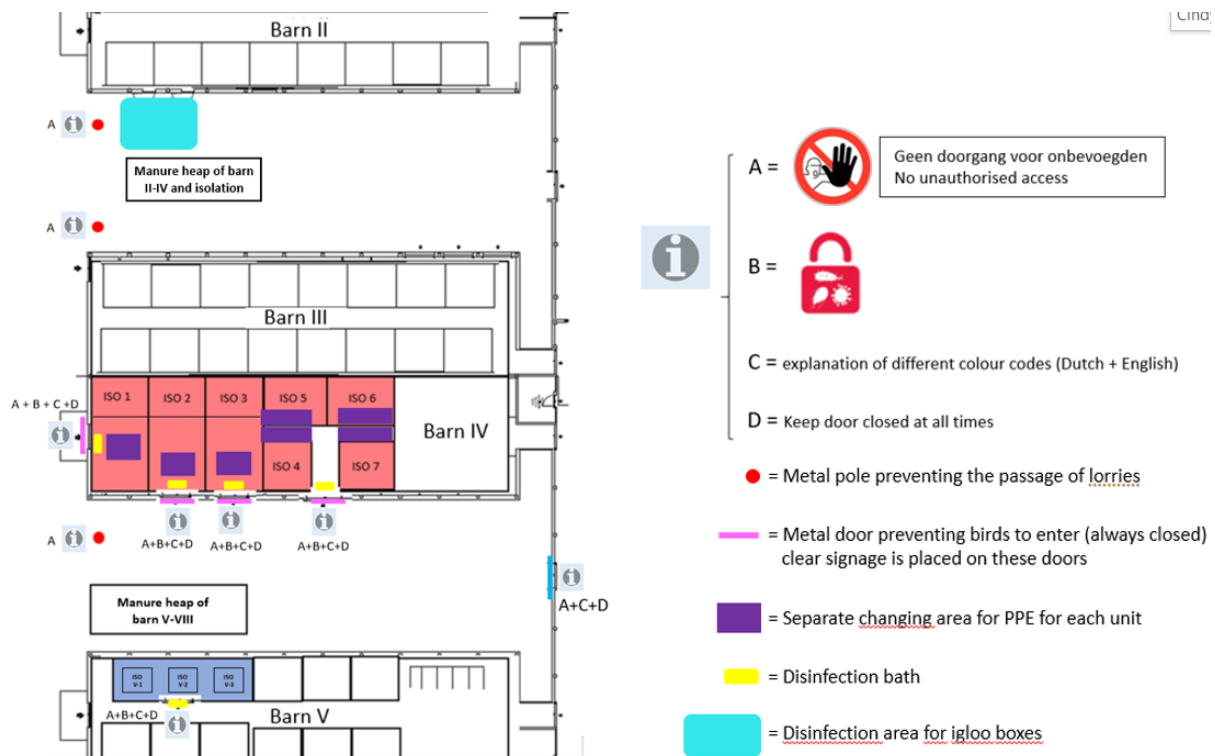 Cindy
Barn II
A
Manure heap of barn
II-IV and isolation
A
Barn III
ISO 1
ISO 2
ISO 3
ISO 5
ISO 6
A + B + C +D
Barn IV
ISO 4
ISO 7
A
A+B+C+D
A+B+C+D
A+B+C+D
A+C+D
Manure heap of
barn V-VIII
ISO
V-1
ISO
V-2
ISO
V-3
A+B+C+D
Barn V
A =
Geen doorgang voor onbevoegden
No unauthorised access
B =
C = explanation of different colour codes (Dutch + English)
D = Keep door closed at all times
= Metal pole preventing the passage of lorries
= Metal door preventing birds to enter (always closed)
clear signage is placed on these doors
= Separate changing area for PPE for each unit
= Disinfection bath
= Disinfection area for igloo boxes